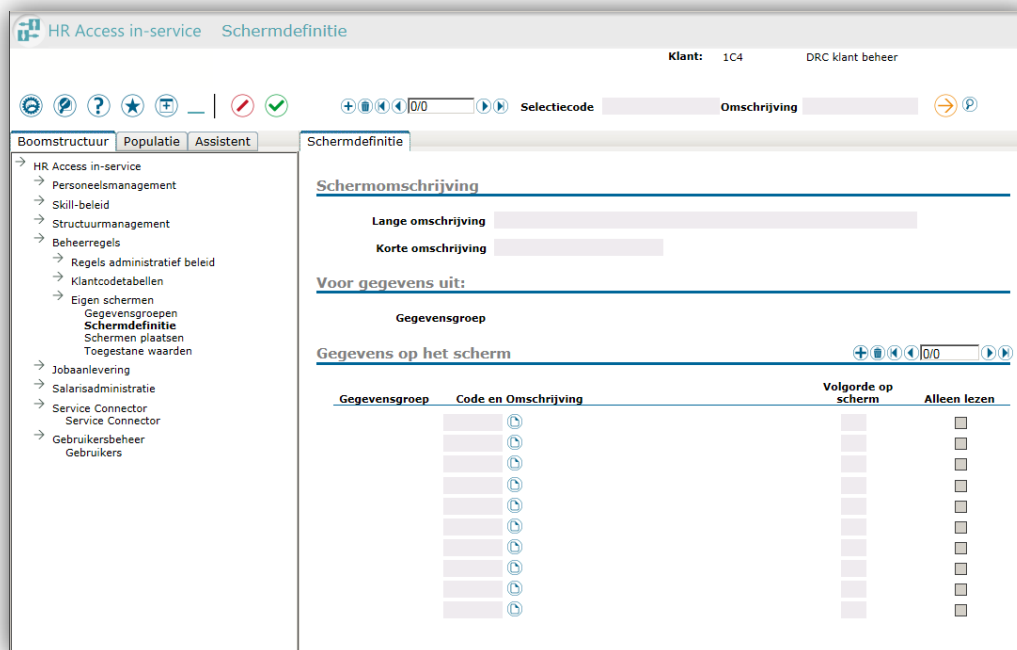 HR Access in-service Schermdefinitie
Klant: 1C4 DRC klant beheer
0/0 Selectiecode Omschrijving
Boomstructuur Populatie Assistent Schermdefinitie
HR Access in-service
Personeelsmanagement
Skill-beleid
Structuurmanagement
Beheerregels
Regels administratief beleid
Klantcodetabellen
Eigen schermen
Gegevensgroepen
Schermdefinitie
Schermen plaatsen
Toegestane waarden
Jobaanlevering
Salarisadministratie
Service Connector
Service Connector
Gebruikersbeheer
Gebruikers
Schermomschrijving
Lange omschrijving
Korte omschrijving
Voor gegevens uit:
Gegevensgroep
Gegevens op het scherm 0/0
Gegevensgroep Code en Omschrijving Volgorde op scherm Alleen lezen